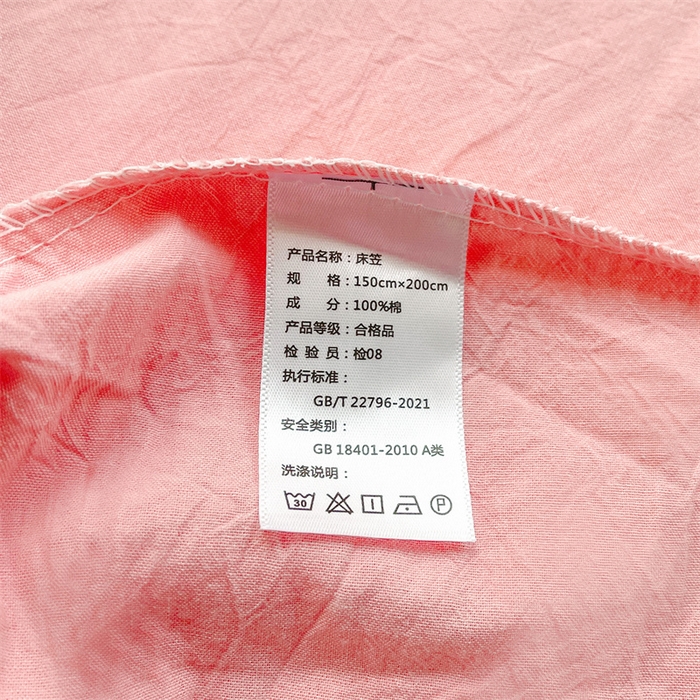 产品名称：床笠
规 格：150cm×200cm
成 分：100%棉
产品等级：合格品
检 验 员：检08
执行标准：
GB/T 22796-2021
安全类别：
GB 18401-2010 A类
洗涤说明：
30
P